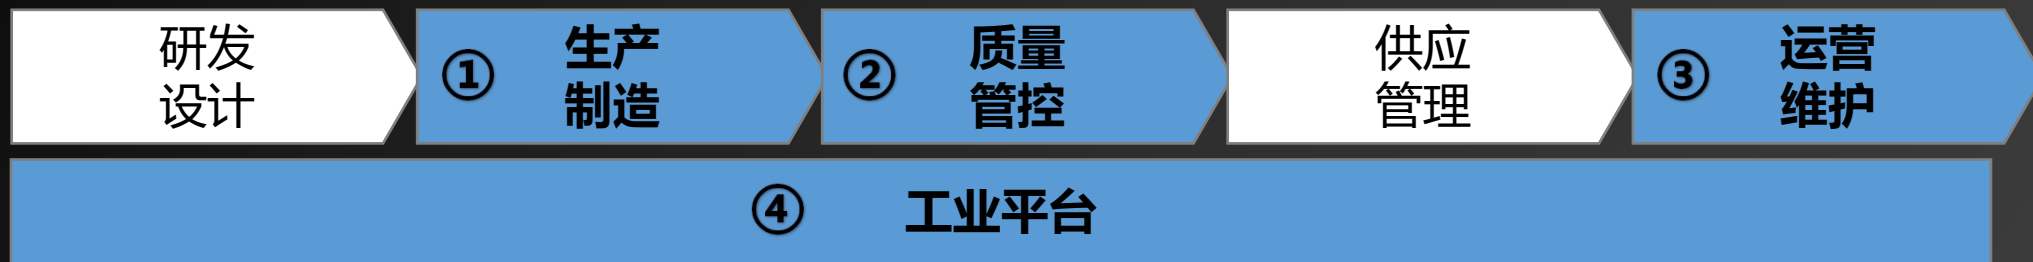 研发
设计
① 生产
制造
② 质量
管控
供应
管理
③ 运营
维护
④ 工业平台